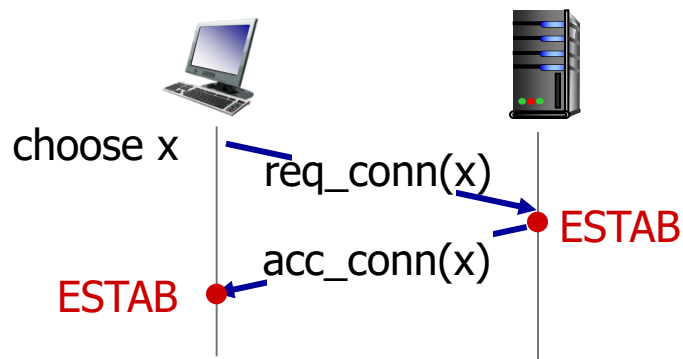 choose x
req_conn(x)
ESTAB
acc_conn(x)
ESTAB